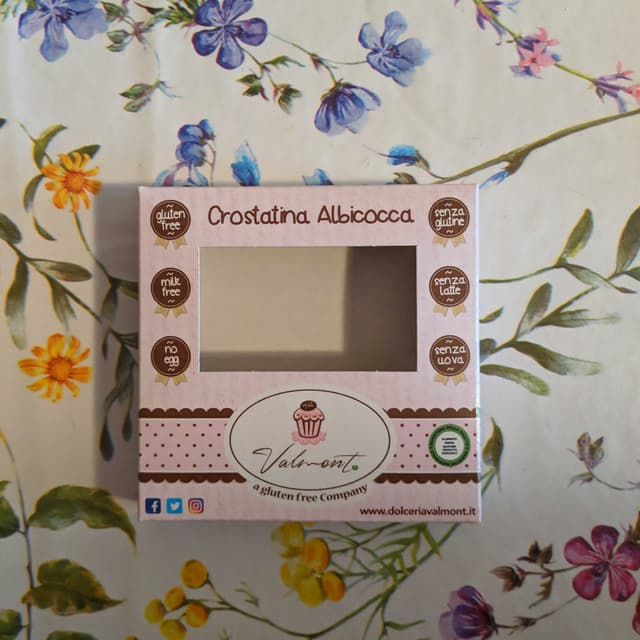 Crostatina Albicocca
gluten
free
milk
free
no
egg
senza
glutine
senza
latte
senza
uova
Valmont
a gluten free Company
www.dolceriavalmont.it